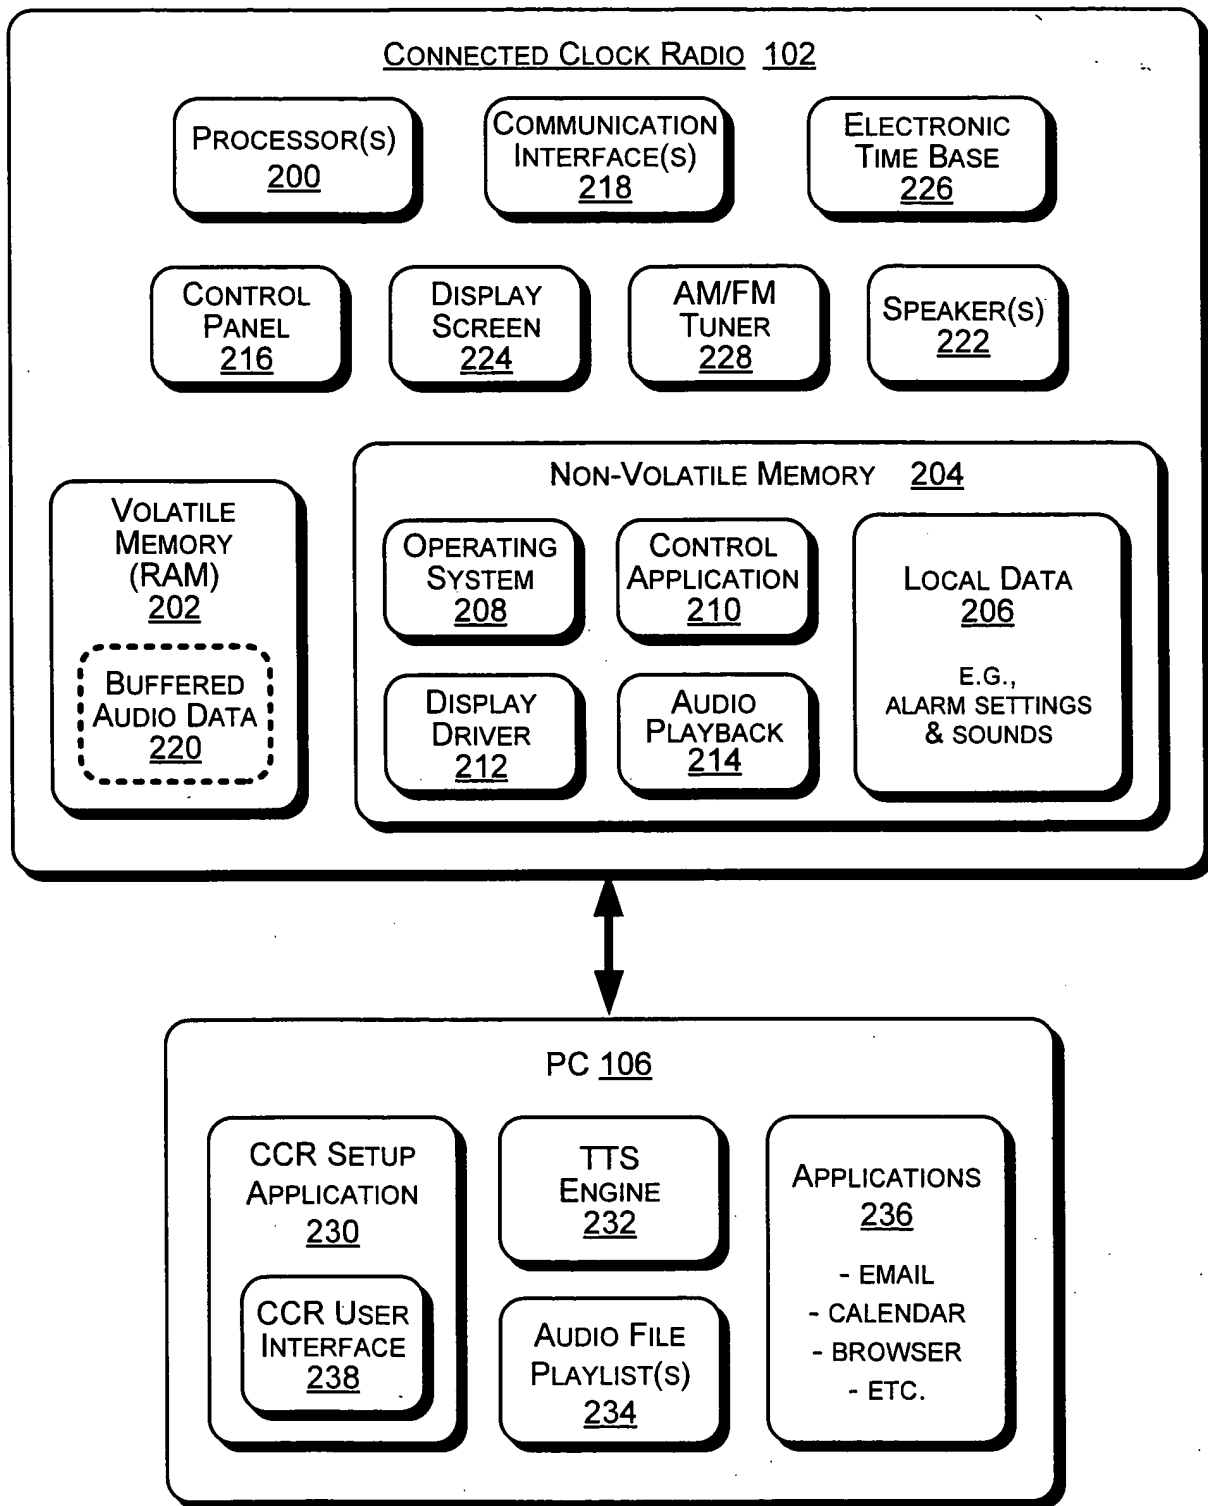 CONNECTED CLOCK RADIO 102
PROCESSOR(S)
200
COMMUNICATION
INTERFACE(S)
218
ELECTRONIC
TIME BASE
226
CONTROL
PANEL
216
DISPLAY
SCREEN
224
AM/FM
TUNER
228
SPEAKER(S)
222
VOLATILE
MEMORY
(RAM)
202
BUFFERED
AUDIO DATA
220
NON-VOLATILE MEMORY 204
OPERATING
SYSTEM
208
CONTROL
APPLICATION
210
DISPLAY
DRIVER
212
AUDIO
PLAYBACK
214
LOCAL DATA
206
E.G.,
ALARM SETTINGS
& SOUNDS
PC 106
CCR SETUP
APPLICATION
230
CCR USER
INTERFACE
238
TTS
ENGINE
232
AUDIO FILE
PLAYLIST(S)
234
APPLICATIONS
236
- EMAIL
- CALENDAR
- BROWSER
- ETC.